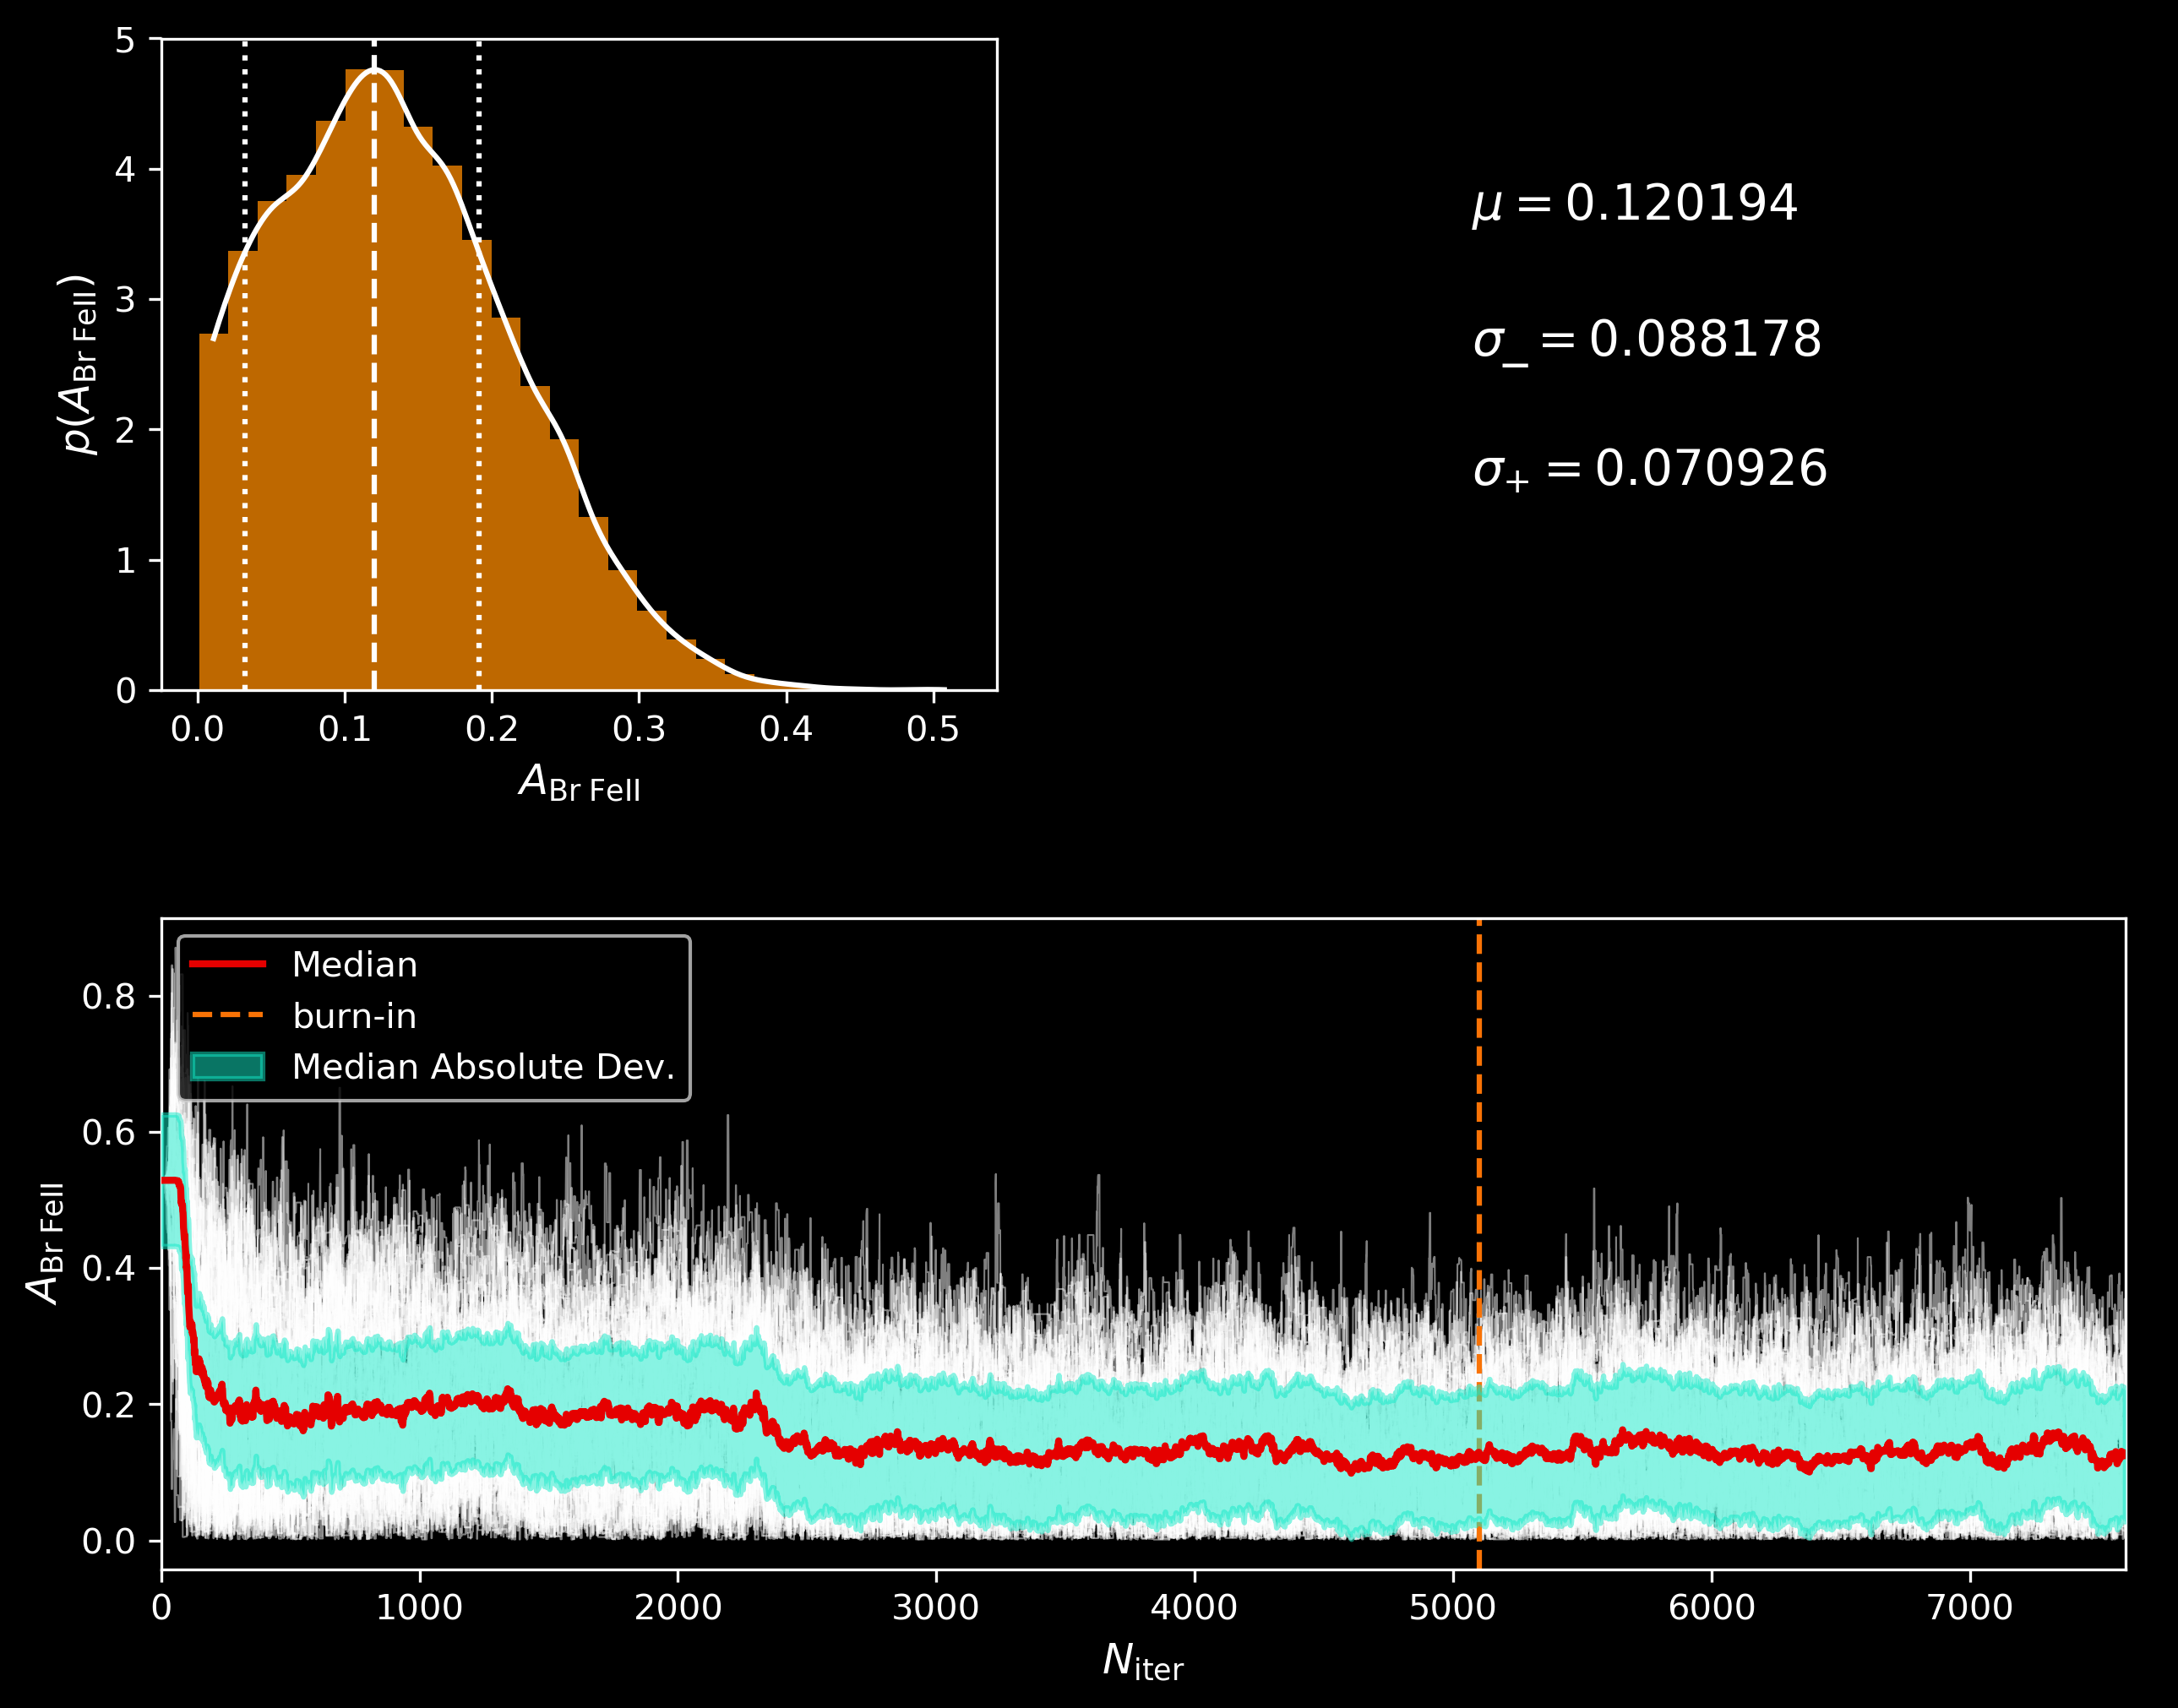 5
4
3
2
1
0
p(A_Br FeII)
0.0 0.1 0.2 0.3 0.4 0.5
A_Br FeII
μ = 0.120194
σ_− = 0.088178
σ_+ = 0.070926
Median
burn-in
Median Absolute Dev.
0.8
0.6
0.4
0.2
0.0
A_Br FeII
0 1000 2000 3000 4000 5000 6000 7000
N_iter